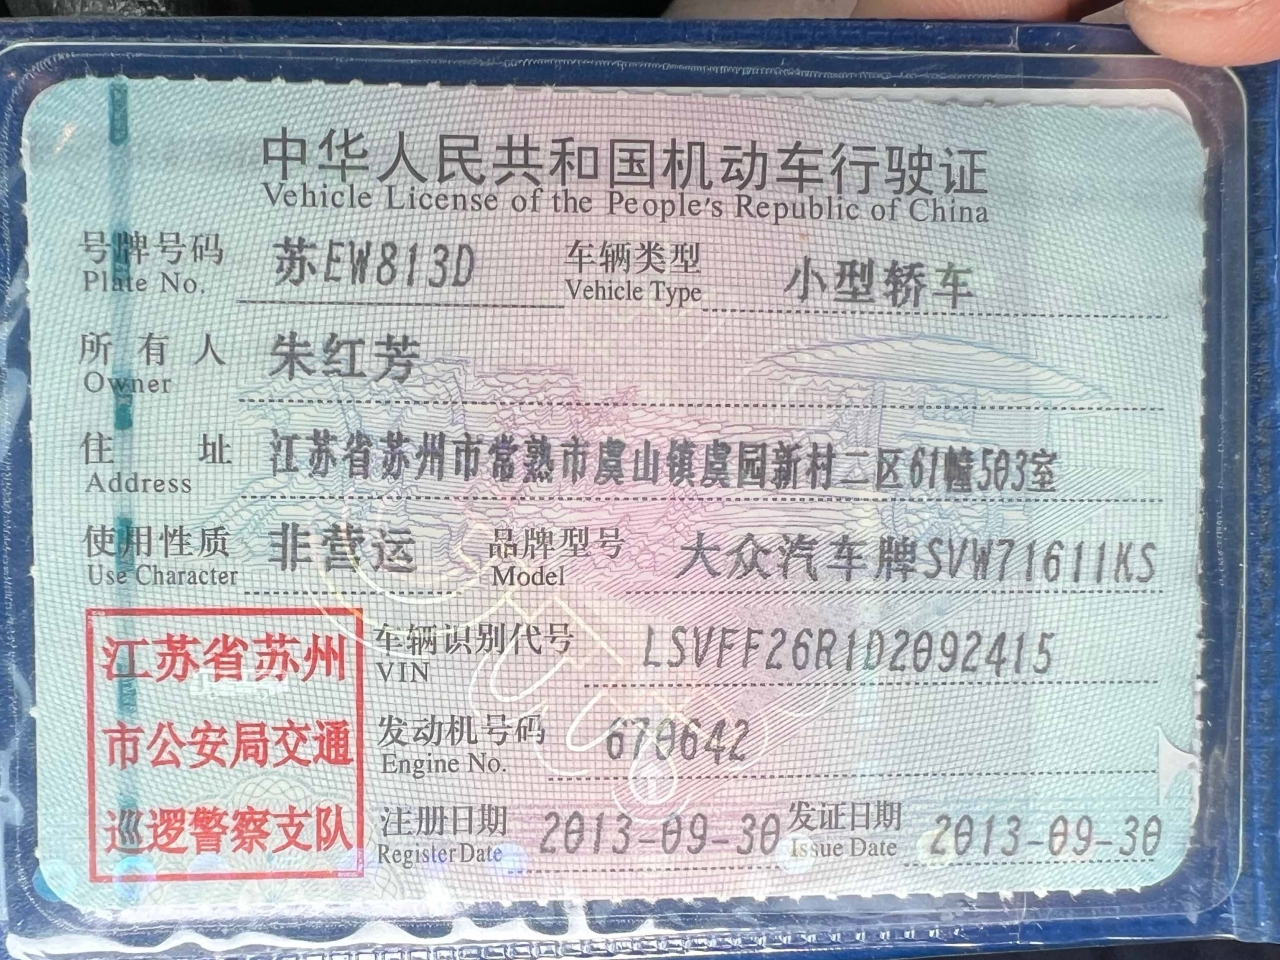 中华人民共和国机动车行驶证
Vehicle License of the People's Republic of China
号牌号码 苏EW813D 车辆类型 小型轿车
Plate No. Vehicle Type
所有人 朱红芳
Owner
住址 江苏省苏州市常熟市虞山镇虞园新村二区61幢503室
Address
使用性质 非营运 品牌型号 大众汽车牌SVW71611KS
Use Character Model
江苏省苏州
市公安局交通
巡逻警察支队
车辆识别代号 LSVFF26R1D2092415
VIN
发动机号码 670642
Engine No.
注册日期 2013-09-30 发证日期 2013-09-30
Register Date Issue Date